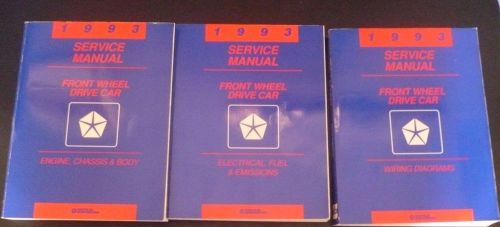 1993
SERVICE
MANUAL
FRONT WHEEL
DRIVE CAR
ENGINE, CHASSIS & BODY
1993
SERVICE
MANUAL
FRONT WHEEL
DRIVE CAR
ELECTRICAL, FUEL
& EMISSIONS
1993
SERVICE
MANUAL
FRONT WHEEL
DRIVE CAR
WIRING DIAGRAMS